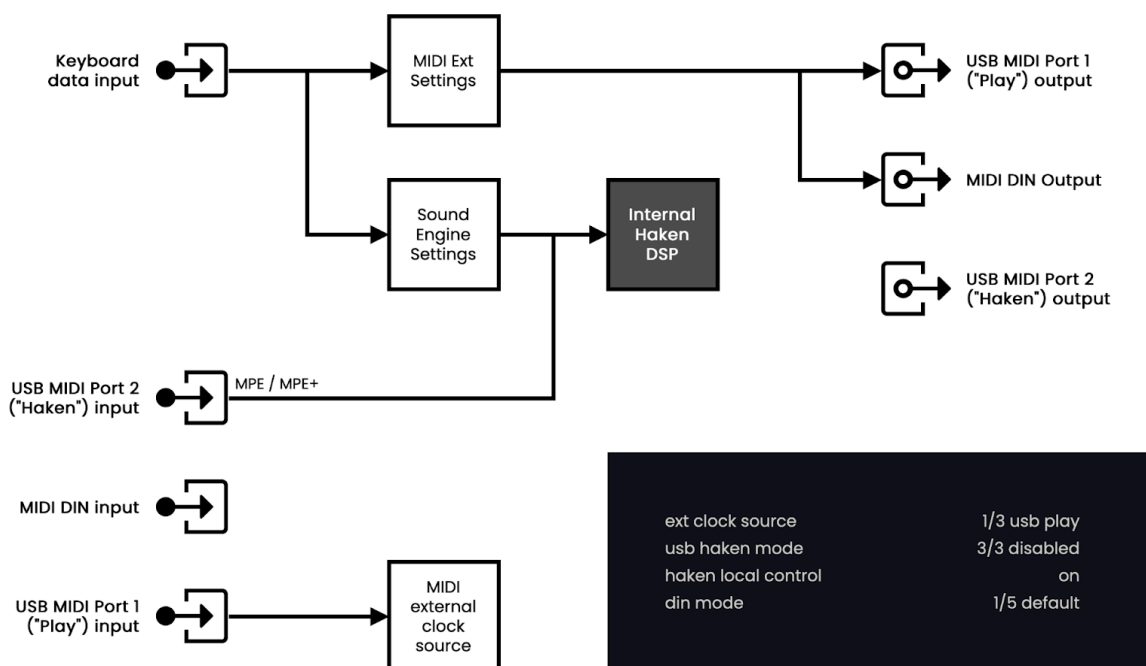 Keyboard
data input
MIDI Ext
Settings
USB MIDI Port 1
("Play") output
MIDI DIN Output
Sound
Engine
Settings
Internal
Haken
DSP
USB MIDI Port 2
("Haken") output
USB MIDI Port 2
("Haken") input
MPE / MPE+
MIDI DIN input
USB MIDI Port 1
("Play") input
MIDI
external
clock
source
ext clock source 1/3 usb play
usb haken mode 3/3 disabled
haken local control on
din mode 1/5 default